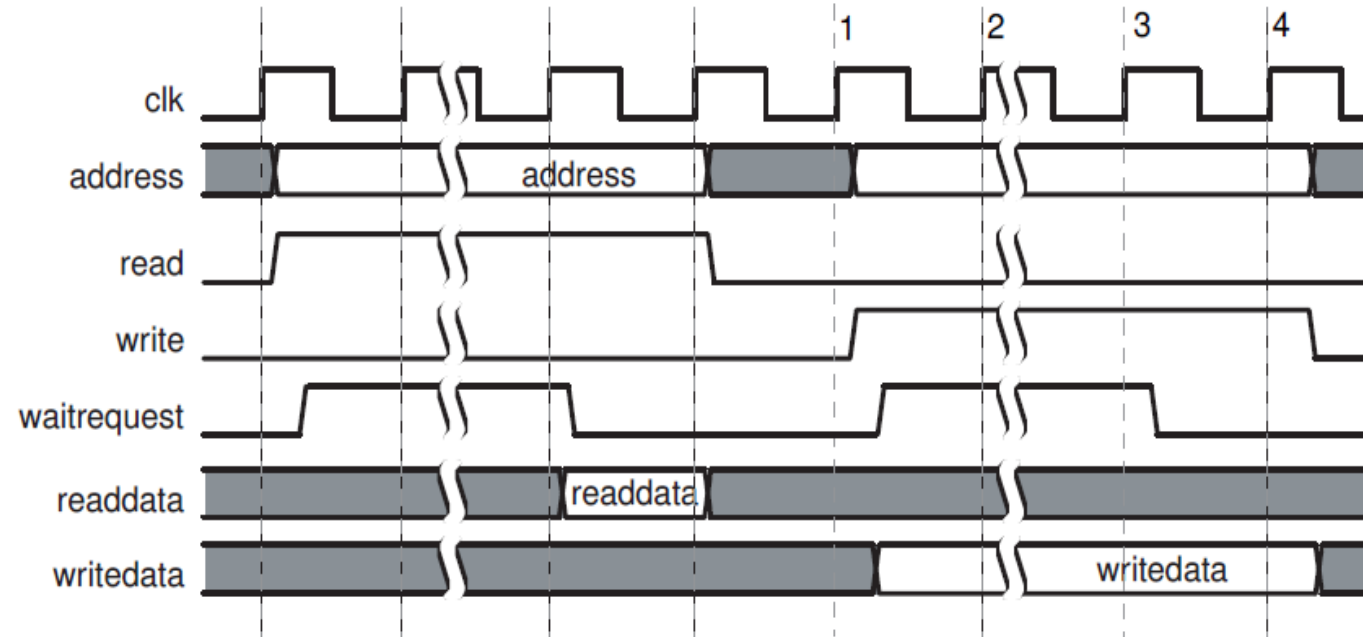 1 2 3 4
clk
address address
read
write
waitrequest
readdata readdata
writedata writedata